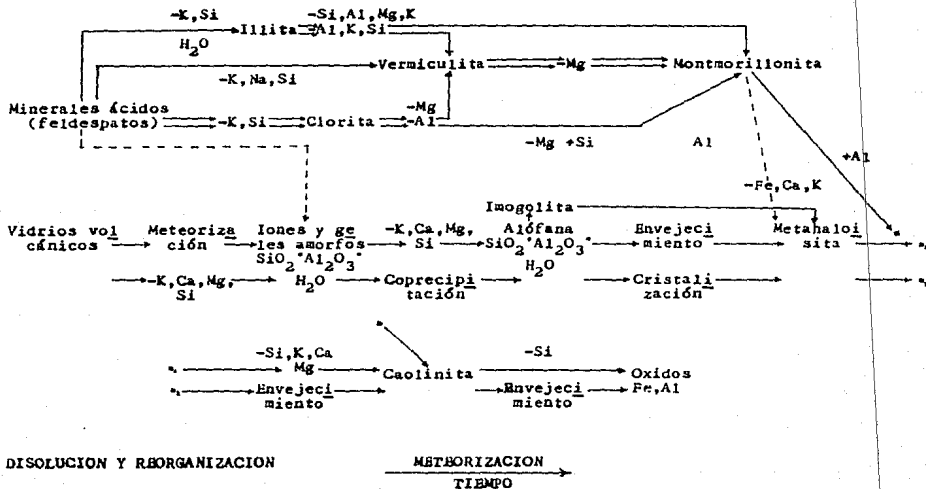 -K,Si
-Si,Al,Mg,K
H2O Illita -Al,K,Si
Vermiculita -Mg Montmorillonita
-K,Na,Si
Minerales ácidos
(feldespatos) -K,Si Clorita -Mg
-Al
-Mg +Si Al +Al
-Fe,Ca,K
Imogolita
Vidrios vol
cánicos
Meteoriza
ción
Iones y ge
les amorfos
SiO2·Al2O3·
H2O
-K,Ca,Mg,
Si
Alófana
SiO2·Al2O3·
H2O
Envejeci
miento
Metahaloi
sita
-K,Ca,Mg,
Si
Coprecipi
tación
Cristali
zación
-Si,K,Ca
Mg
Caolinita
-Si
Oxidos
Fe,Al
Envejeci
miento
Envejeci
miento
DISOLUCION Y REORGANIZACION
METEORIZACION
TIEMPO